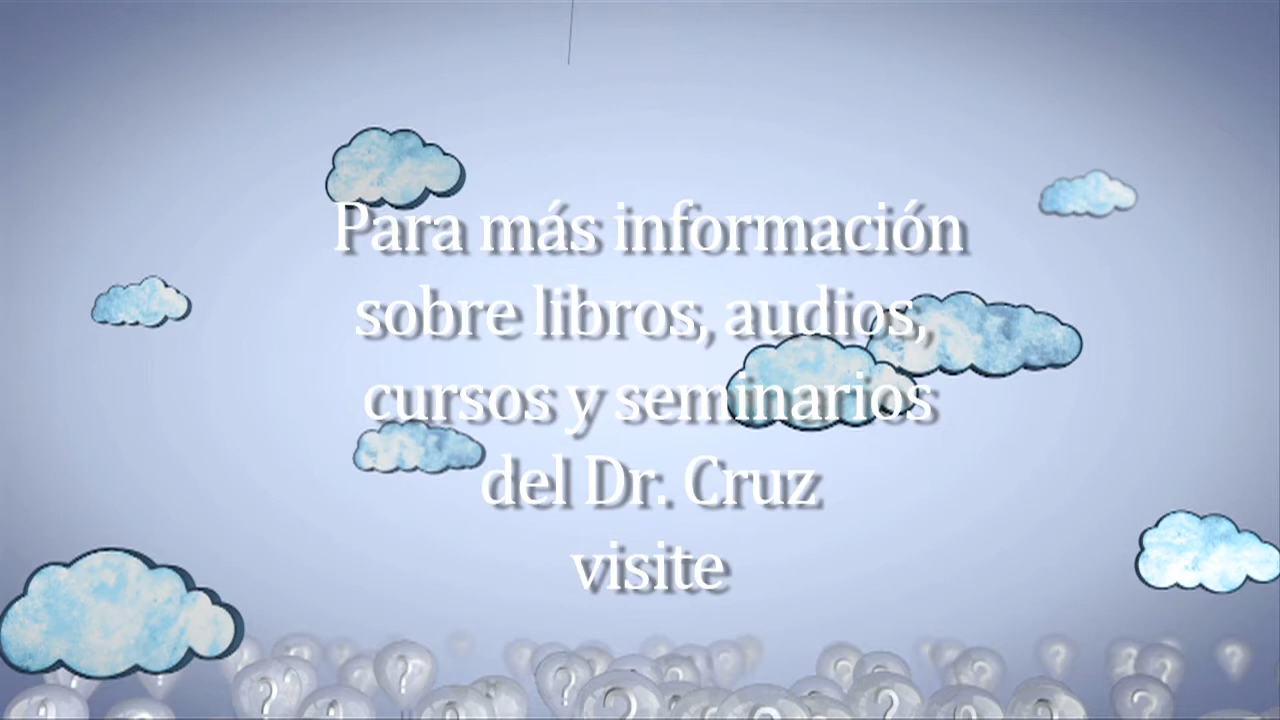 Para más información
sobre libros, audios,
cursos y seminarios
del Dr. Cruz
visite